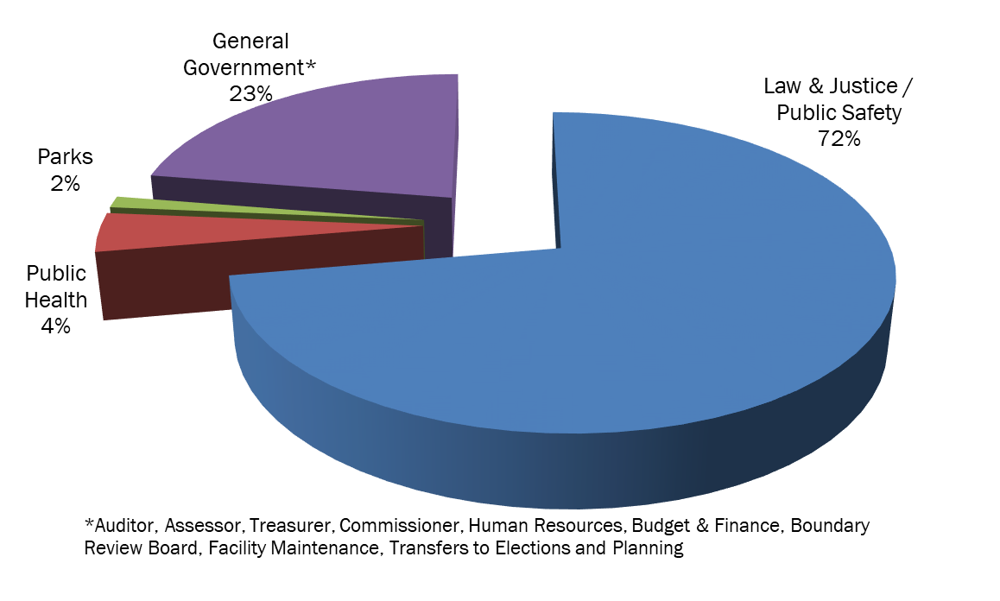 General
Government*
23%
Law & Justice /
Public Safety
72%
Parks
2%
Public
Health
4%
*Auditor, Assessor, Treasurer, Commissioner, Human Resources, Budget & Finance, Boundary
Review Board, Facility Maintenance, Transfers to Elections and Planning